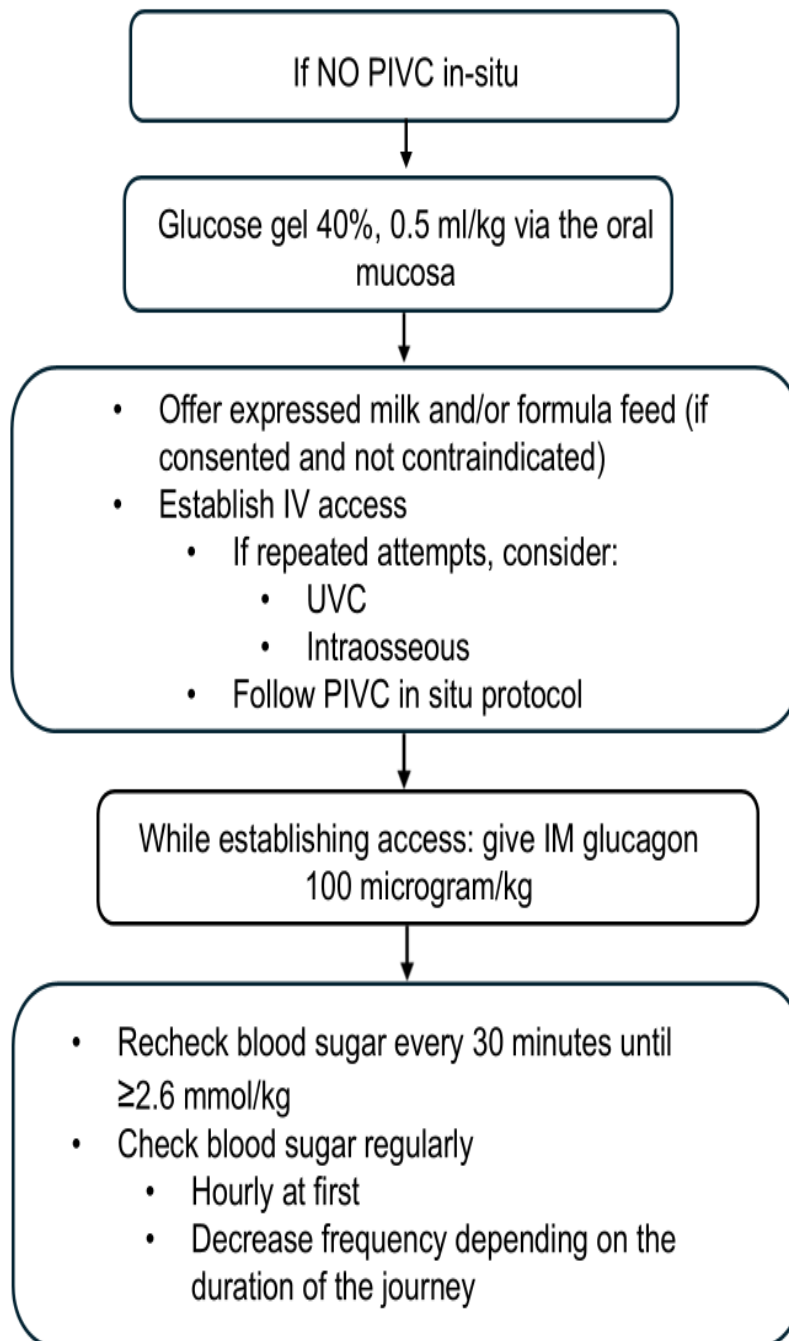 If NO PIVC in-situ
Glucose gel 40%, 0.5 ml/kg via the oral
mucosa
• Offer expressed milk and/or formula feed (if
consented and not contraindicated)
• Establish IV access
• If repeated attempts, consider:
• UVC
• Intraosseous
• Follow PIVC in situ protocol
While establishing access: give IM glucagon
100 microgram/kg
• Recheck blood sugar every 30 minutes until
≥2.6 mmol/kg
• Check blood sugar regularly
• Hourly at first
• Decrease frequency depending on the
duration of the journey